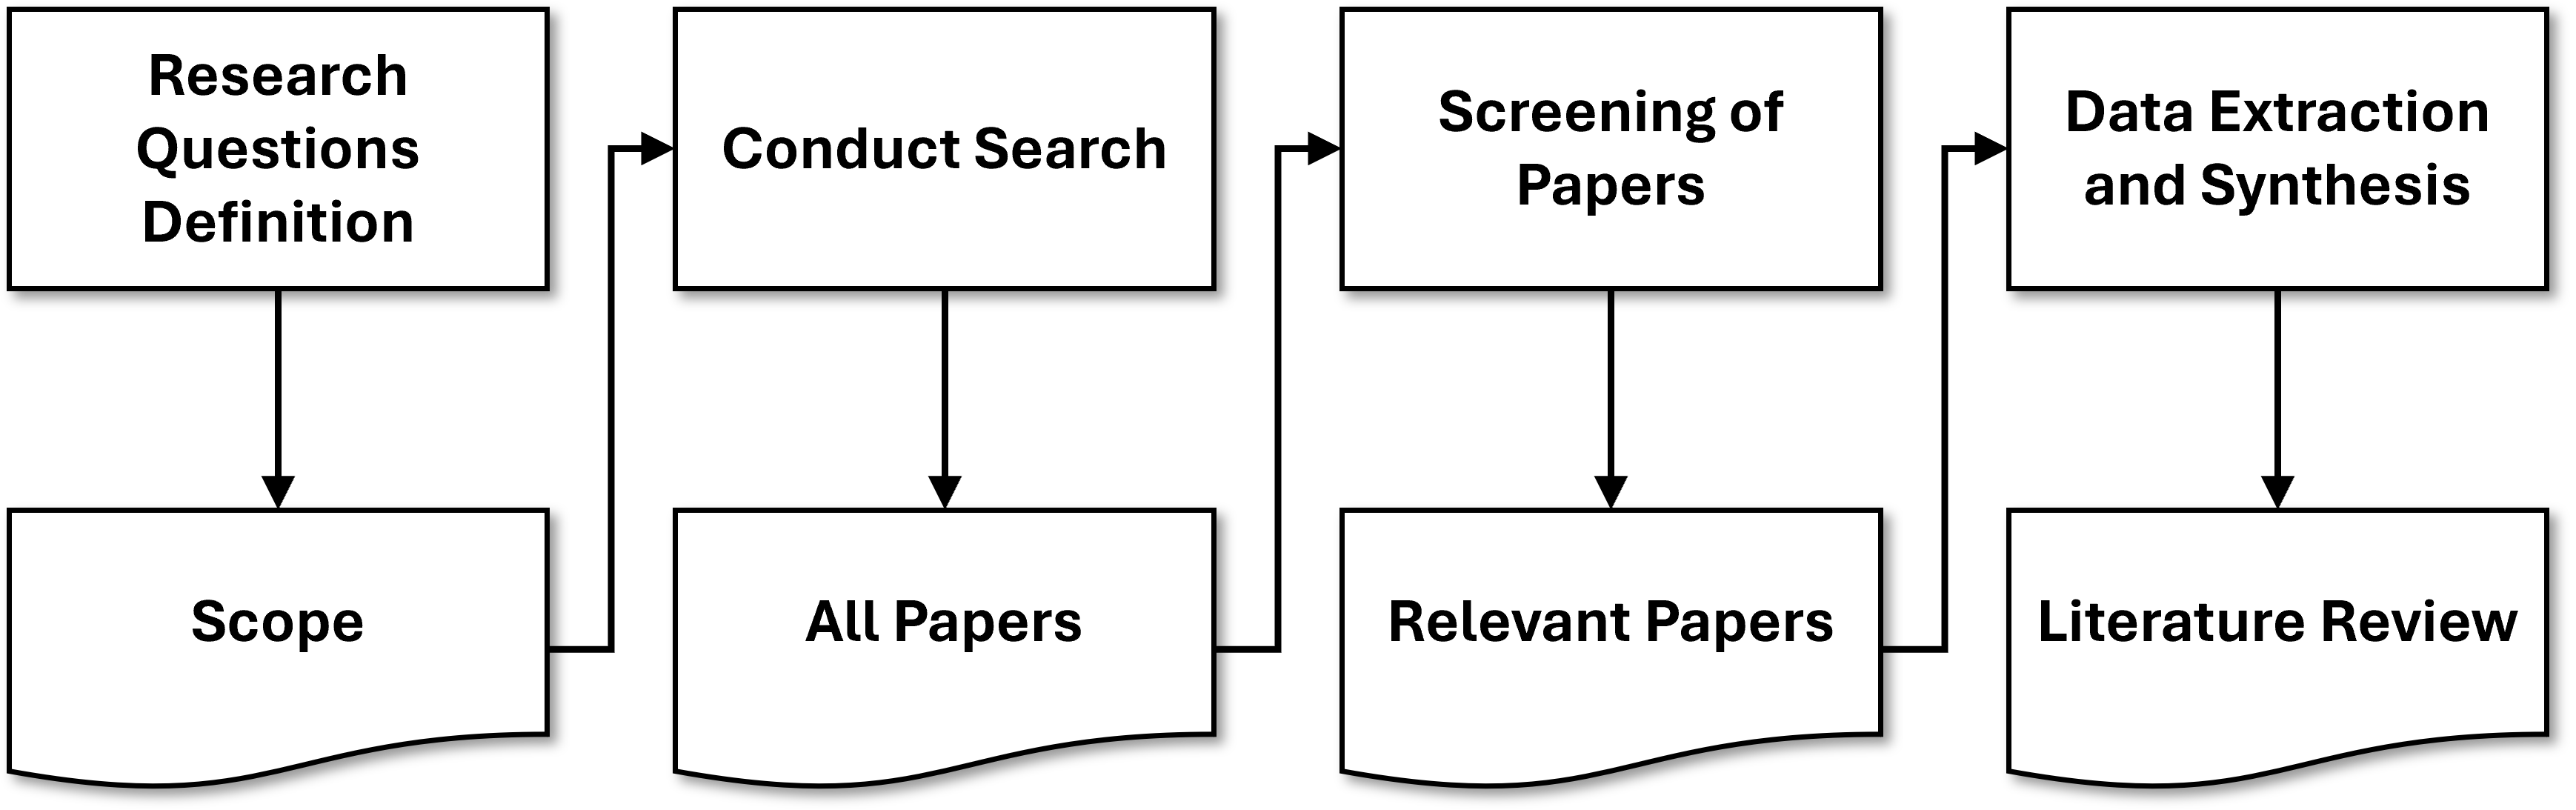 Research
Questions
Definition
Conduct Search
Screening of
Papers
Data Extraction
and Synthesis
Scope
All Papers
Relevant Papers
Literature Review